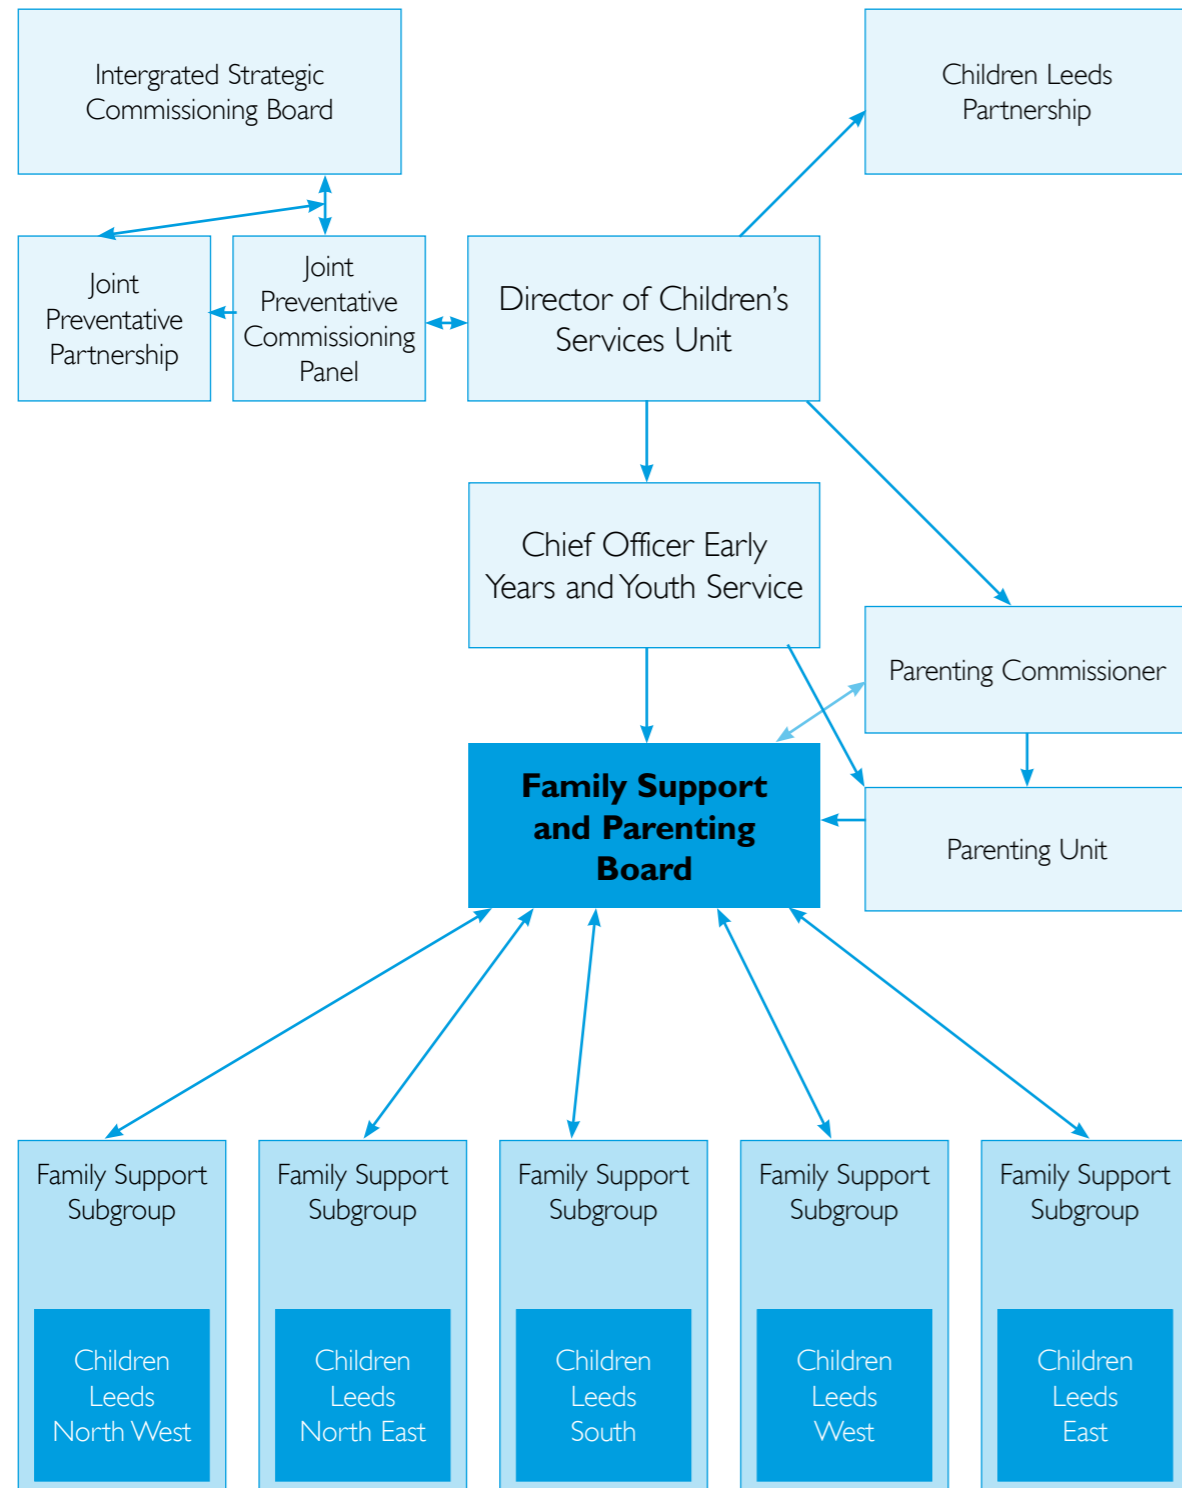 Intergrated Strategic
Commissioning Board
Children Leeds
Partnership
Joint
Preventative
Partnership
Joint
Preventative
Commissioning
Panel
Director of Children’s
Services Unit
Chief Officer Early
Years and Youth Service
Parenting Commissioner
Family Support
and Parenting
Board
Parenting Unit
Family Support
Subgroup
Children
Leeds
North West
Family Support
Subgroup
Children
Leeds
North East
Family Support
Subgroup
Children
Leeds
South
Family Support
Subgroup
Children
Leeds
West
Family Support
Subgroup
Children
Leeds
East